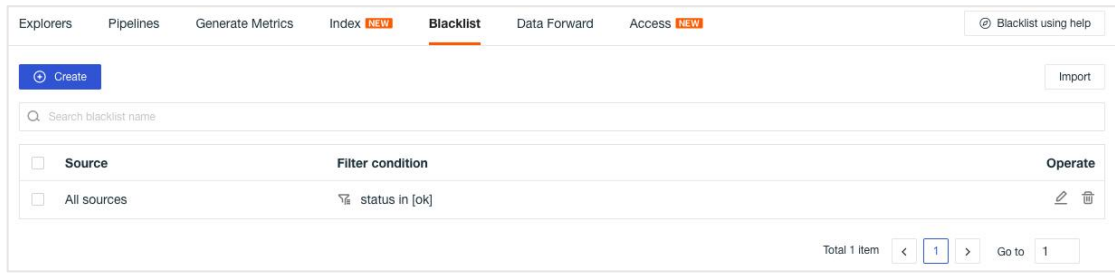 Explorers Pipelines Generate Metrics Index NEW Blacklist Data Forward Access NEW Blacklist using help
Create Import
Search blacklist name
Source Filter condition Operate
All sources status in [ok]
Total 1 item < 1 > Go to 1